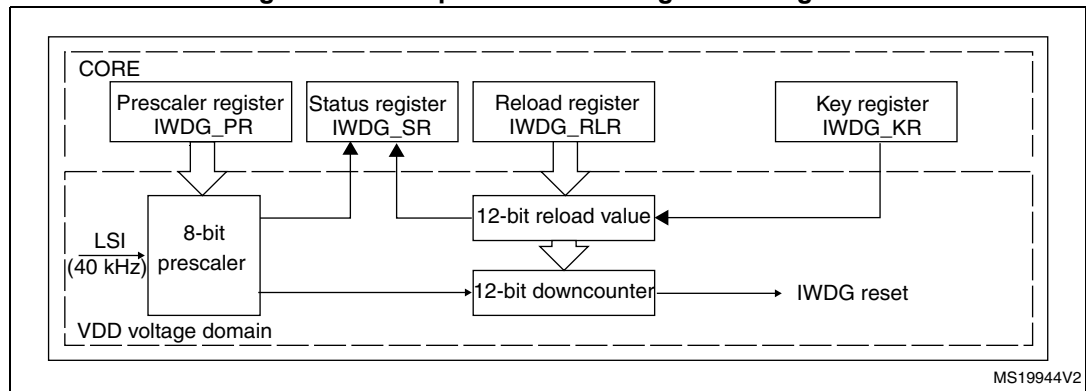 CORE
Prescaler register
IWDG_PR
Status register
IWDG_SR
Reload register
IWDG_RLR
Key register
IWDG_KR
LSI
(40 kHz)
8-bit
prescaler
12-bit reload value
12-bit downcounter
IWDG reset
VDD voltage domain
MS19944V2